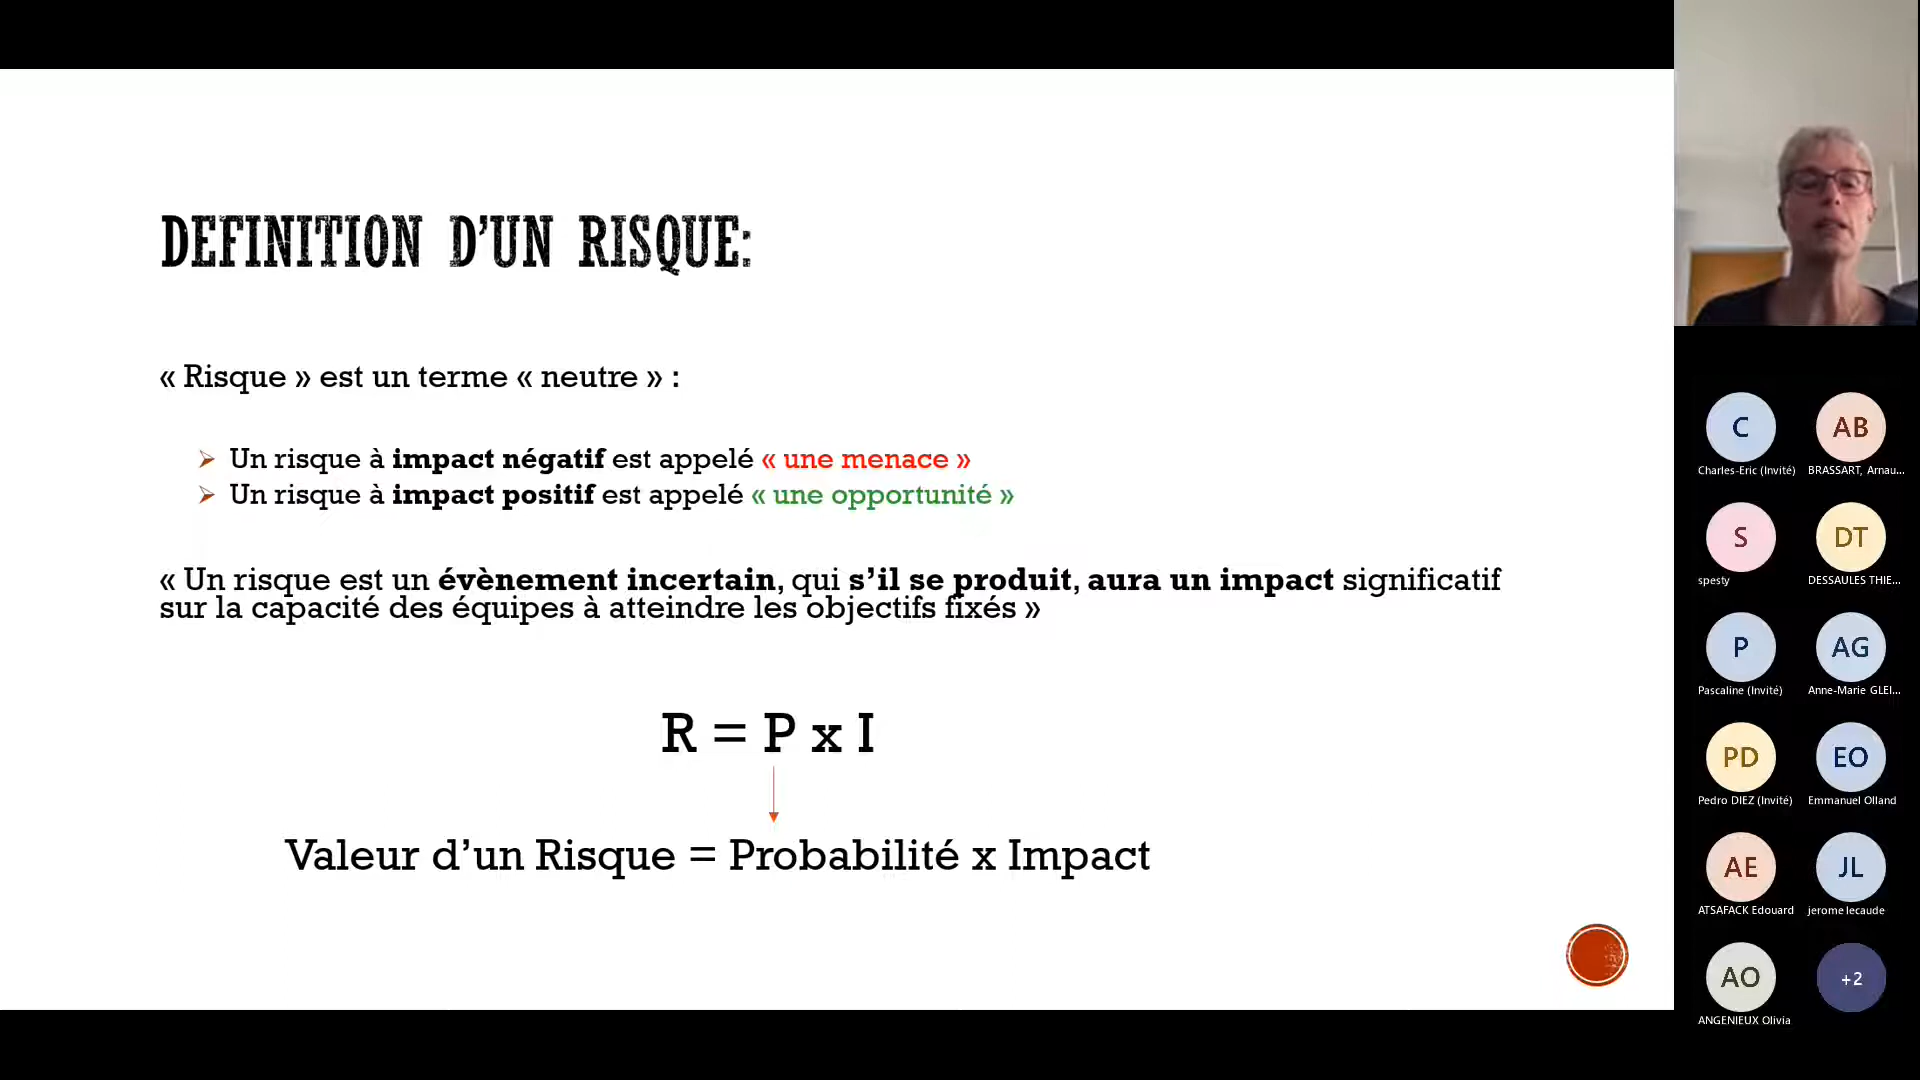 DEFINITION D’UN RISQUE:
« Risque » est un terme « neutre » :
➢ Un risque à impact négatif est appelé « une menace »
➢ Un risque à impact positif est appelé « une opportunité »
« Un risque est un évènement incertain, qui s’il se produit, aura un impact significatif
sur la capacité des équipes à atteindre les objectifs fixés »
R = P x I
Valeur d’un Risque = Probabilité x Impact
C
AB
Charles-Eric (Invité)
BRASSART, Arnau...
S
DT
spesty
DESSAULES THIE...
P
AG
Pascaline (Invité)
Anne-Marie GLEI...
PD
EO
Pedro DIEZ (Invité)
Emmanuel Olland
AE
JL
ATSAFACK Edouard
jerome lecaude
AO
+2
ANGENIEUX Olivia